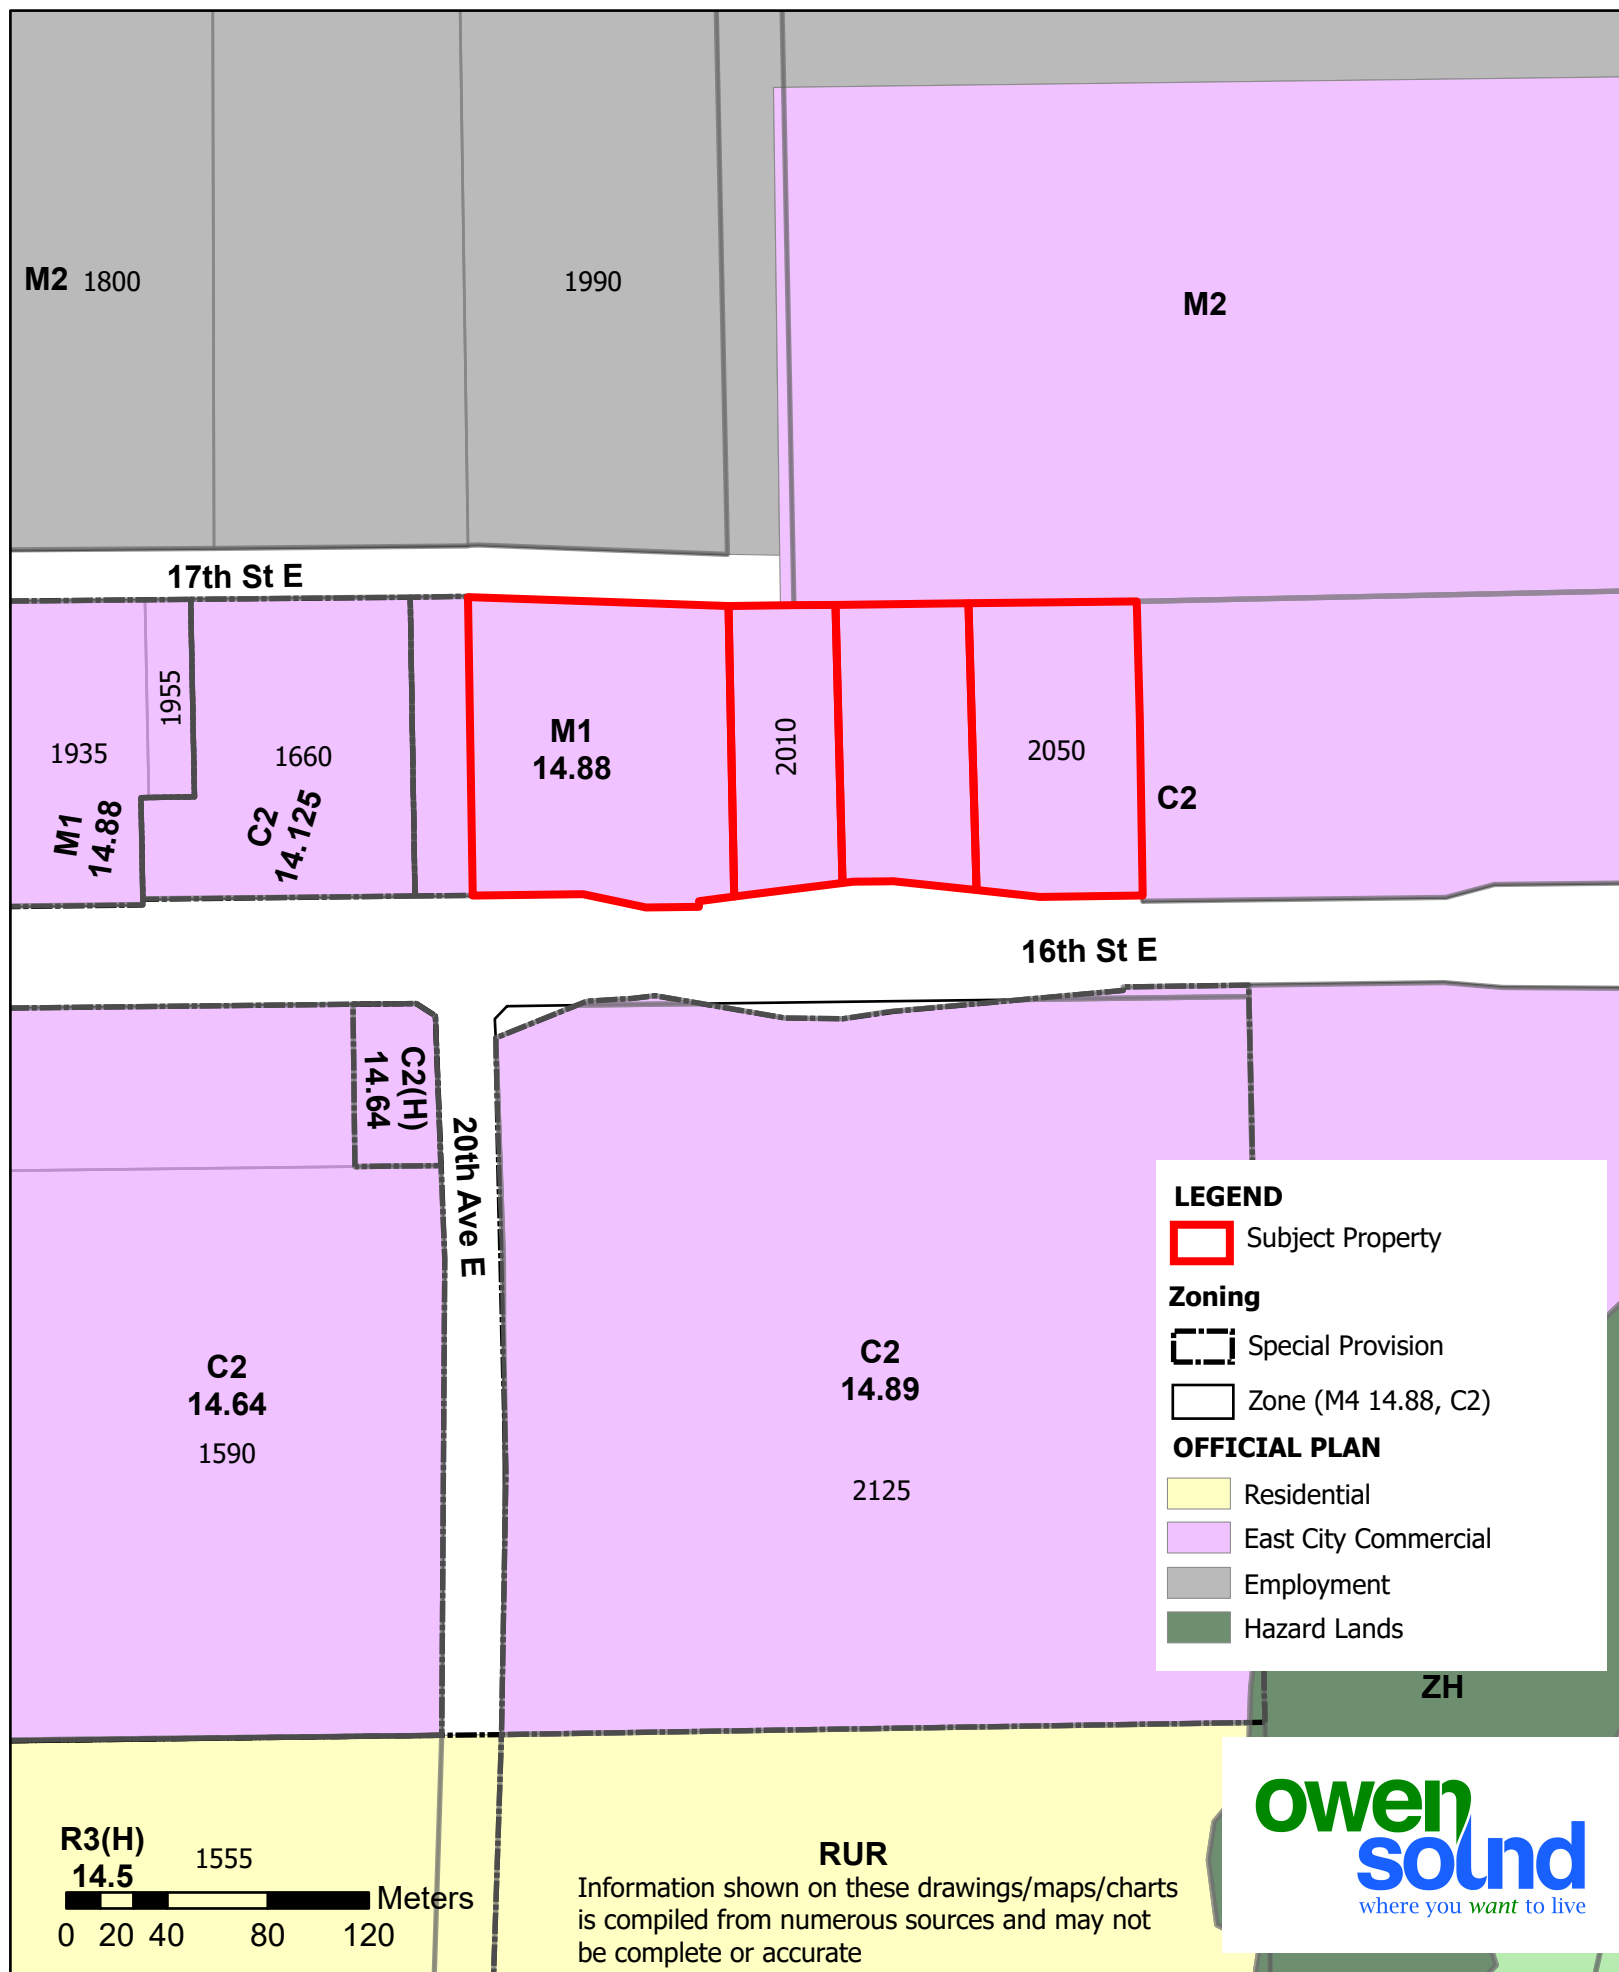 M2 1800
1990
M2
17th St E
1935
1955
1660
M1
14.88
C2
14.125
M1
14.88
2010
2050
C2
16th St E
C2(H)
14.64
20th Ave E
C2
14.64
1590
C2
14.89
2125
LEGEND
Subject Property
Zoning
Special Provision
Zone (M4 14.88, C2)
OFFICIAL PLAN
Residential
East City Commercial
Employment
Hazard Lands
ZH
R3(H)
14.5
1555
Meters
0 20 40 80 120
RUR
Information shown on these drawings/maps/charts
is compiled from numerous sources and may not
be complete or accurate
owen
sound
where you want to live